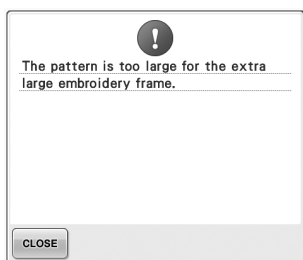 The pattern is too large for the extra
large embroidery frame.
CLOSE